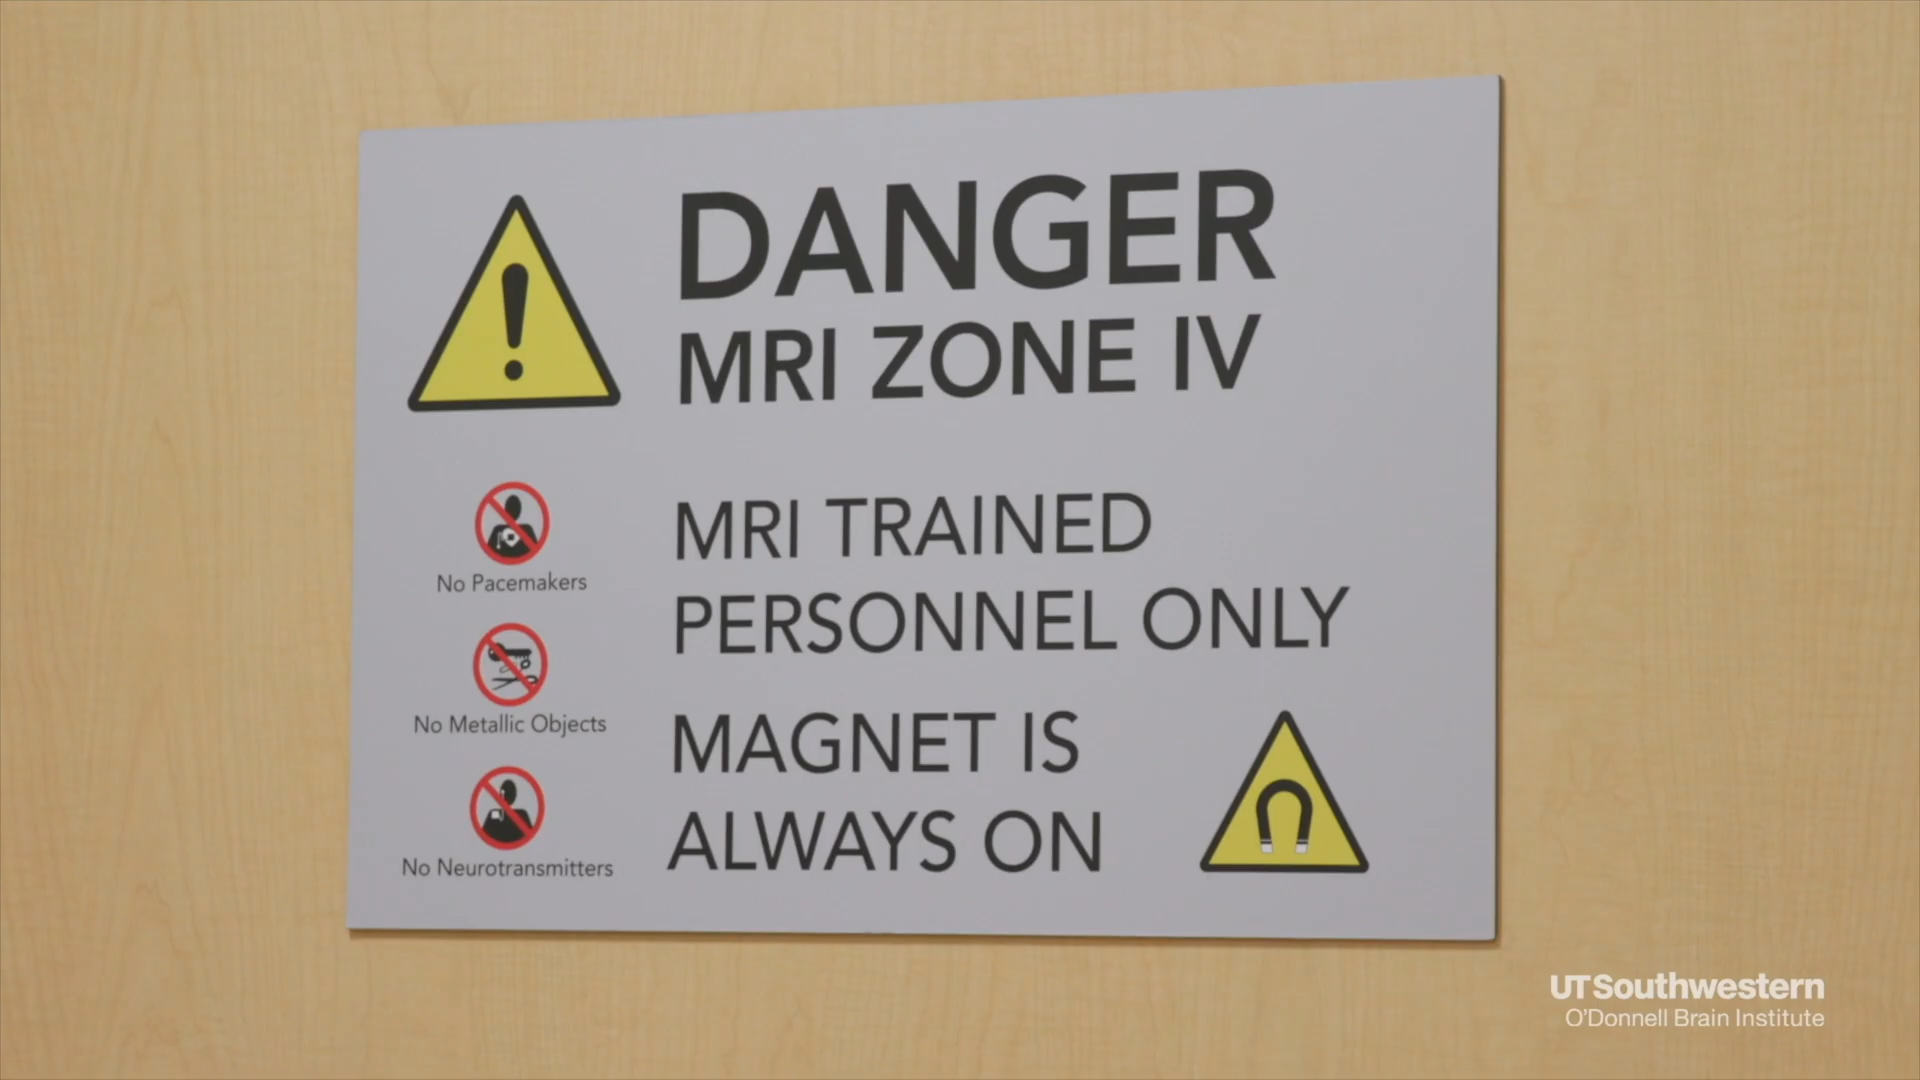 DANGER
MRI ZONE IV
No Pacemakers
No Metallic Objects
No Neurotransmitters
MRI TRAINED
PERSONNEL ONLY
MAGNET IS
ALWAYS ON
UTSouthwestern
O'Donnell Brain Institute